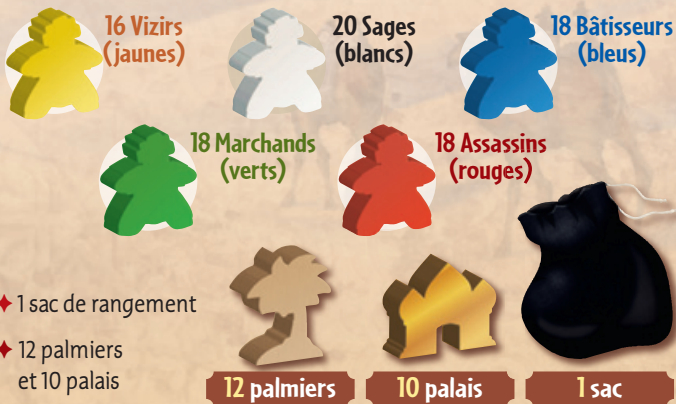 16 Vizirs
(jaunes)
20 Sages
(blancs)
18 Bâtisseurs
(bleus)
18 Marchands
(verts)
18 Assassins
(rouges)
1 sac de rangement
12 palmiers
et 10 palais
12 palmiers
10 palais
1 sac